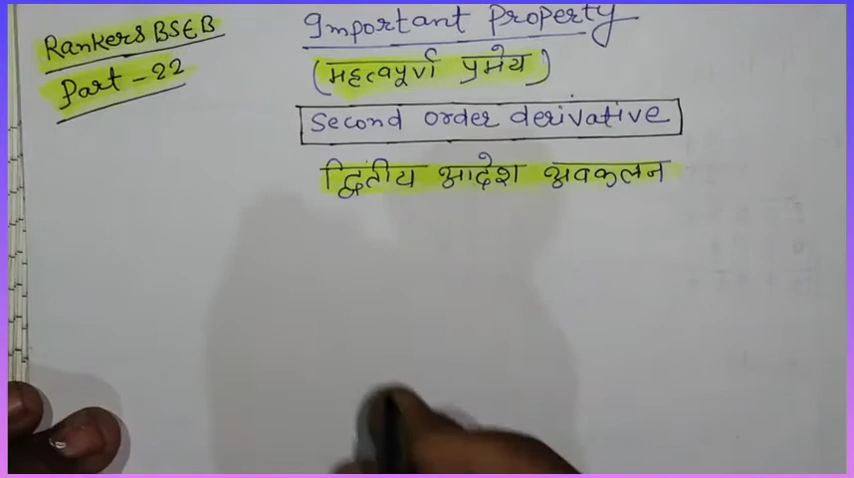 Rankers BSEB
Part - 22
Important Property
(महत्वपूर्ण प्रमेय)
Second order derivative
द्वितीय आदेश अवकलन